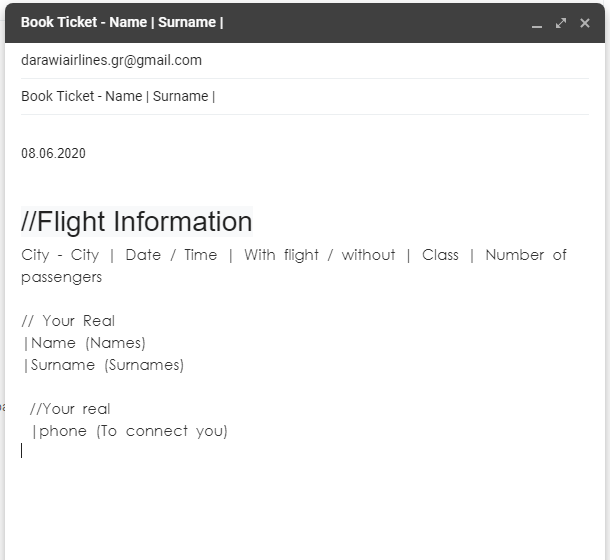 Book Ticket - Name | Surname |
darawiairlines.gr@gmail.com
Book Ticket - Name | Surname |
08.06.2020
//Flight Information
City - City | Date / Time | With flight / without | Class | Number of
passengers
// Your Real
|Name (Names)
|Surname (Surnames)
//Your real
|phone (To connect you)